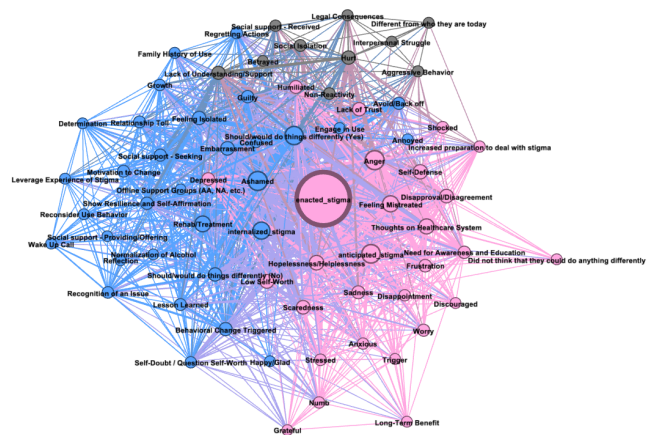 Legal Consequences
Different from who they are today
Social support - Received
Regretting Actions
Interpersonal Struggle
Social Isolation
Family History of Use
Betrayed
Hurt
Lack of Understanding/Support
Aggressive Behavior
Growth
Humiliated
Non-Reactivity
Guilty
Avoid/Back off
Lack of Trust
Determination
Relationship Toll
Feeling Isolated
Engage in Use
Shocked
Should/would do things differently (Yes)
Confused
Annoyed
Increased preparation to deal with stigma
Embarrassment
Social support - Seeking
Anger
Motivation to Change
Self-Defense
Leverage Experience of Stigma
Depressed
Ashamed
Offline Support Groups (AA, NA, etc.)
enacted_stigma
Disapproval/Disagreement
Show Resilience and Self-Affirmation
Feeling Mistreated
Reconsider Use Behavior
Rehab/Treatment
internalized_stigma
Thoughts on Healthcare System
Social support - Providing/Offering
Wake Up Call
Normalization of Alcohol
anticipated_stigma
Need for Awareness and Education
Reflection
Hopelessness/Helplessness
Did not think that they could do anything differently
Frustration
Should/would do things differently (No)
Low Self-Worth
Recognition of an Issue
Sadness
Disappointment
Lesson Learned
Scaredness
Discouraged
Behavioral Change Triggered
Worry
Anxious
Self-Doubt / Question Self-Worth
Happy/Glad
Stressed
Trigger
Numb
Long-Term Benefit
Grateful